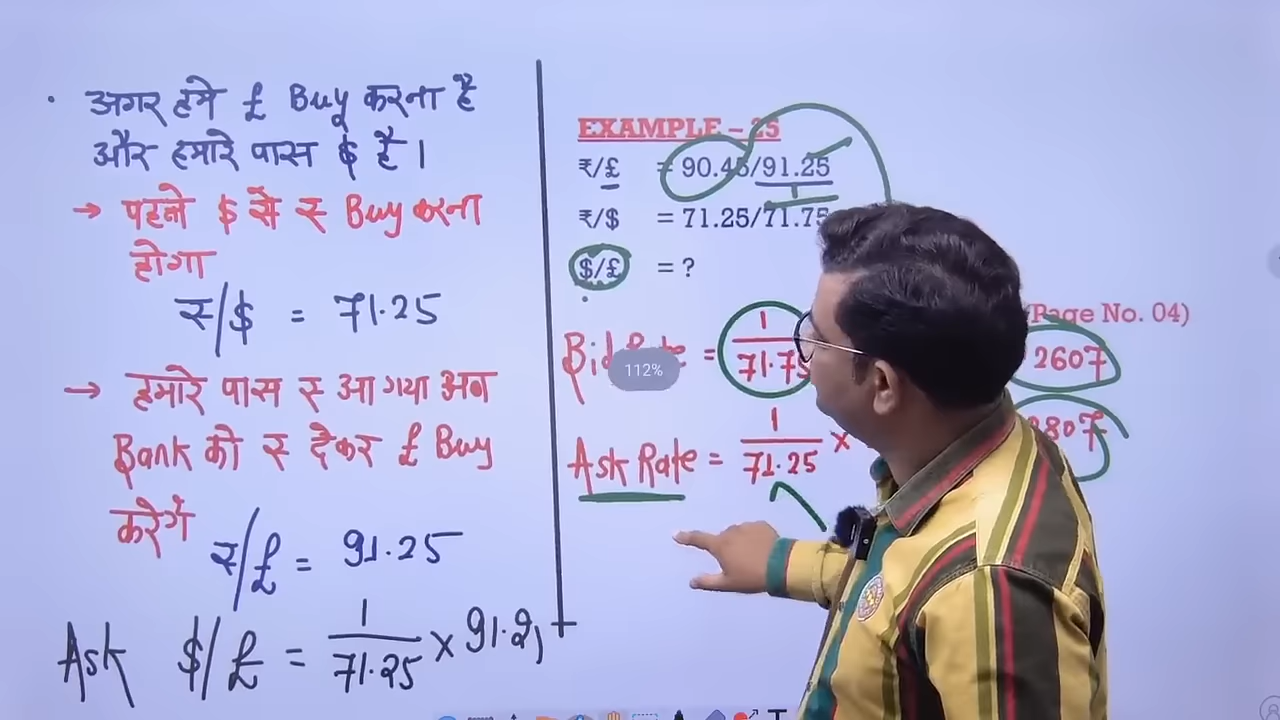 · अगर हमे £ Buy करना है
और हमारे पास $ है ।
→ पहले $ से ₹ Buy करना
होगा
₹/$ = 71.25
→ हमारे पास ₹ आ गया अब
Bank को ₹ देकर £ Buy
करेगें
₹/£ = 91.25
Ask $/£ = 1/71.25 × 91.2
EXAMPLE – 25
₹/£ = 90.45/91.25
₹/$ = 71.25/71.75
$/£ = ?
(Page No. 04)
Bid Rate = 1/71.75 2607
112%
Ask Rate = 1/71.25 × 2807